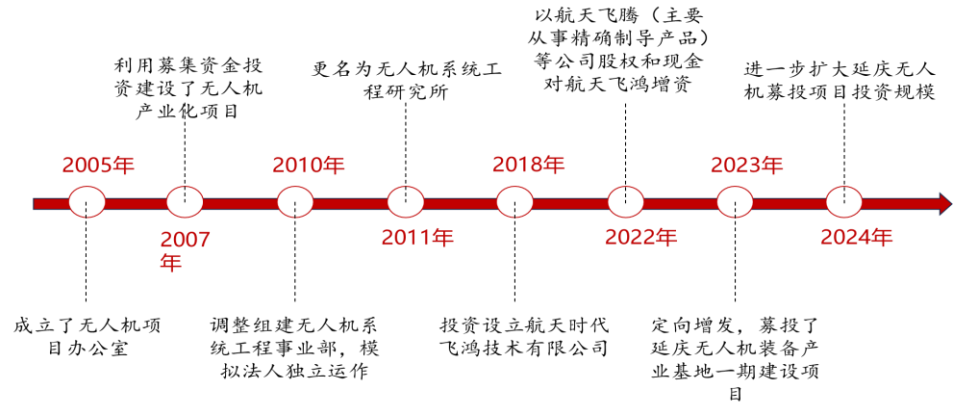 以航天飞腾（主要
从事精确制导产品）
等公司股权和现金
对航天飞鸿增资
利用募集资金投
资建设了无人机
产业化项目
更名为无人机系统工
程研究所
进一步扩大延庆无人
机募投项目投资规模
2005年
2010年
2018年
2023年
2007
年
2011年
2022年
2024年
成立了无人机项
目办公室
调整组建无人机系
统工程事业部，模
拟法人独立运作
投资设立航天时代
飞鸿技术有限公司
定向增发，募投了
延庆无人机装备产
业基地一期建设项
目